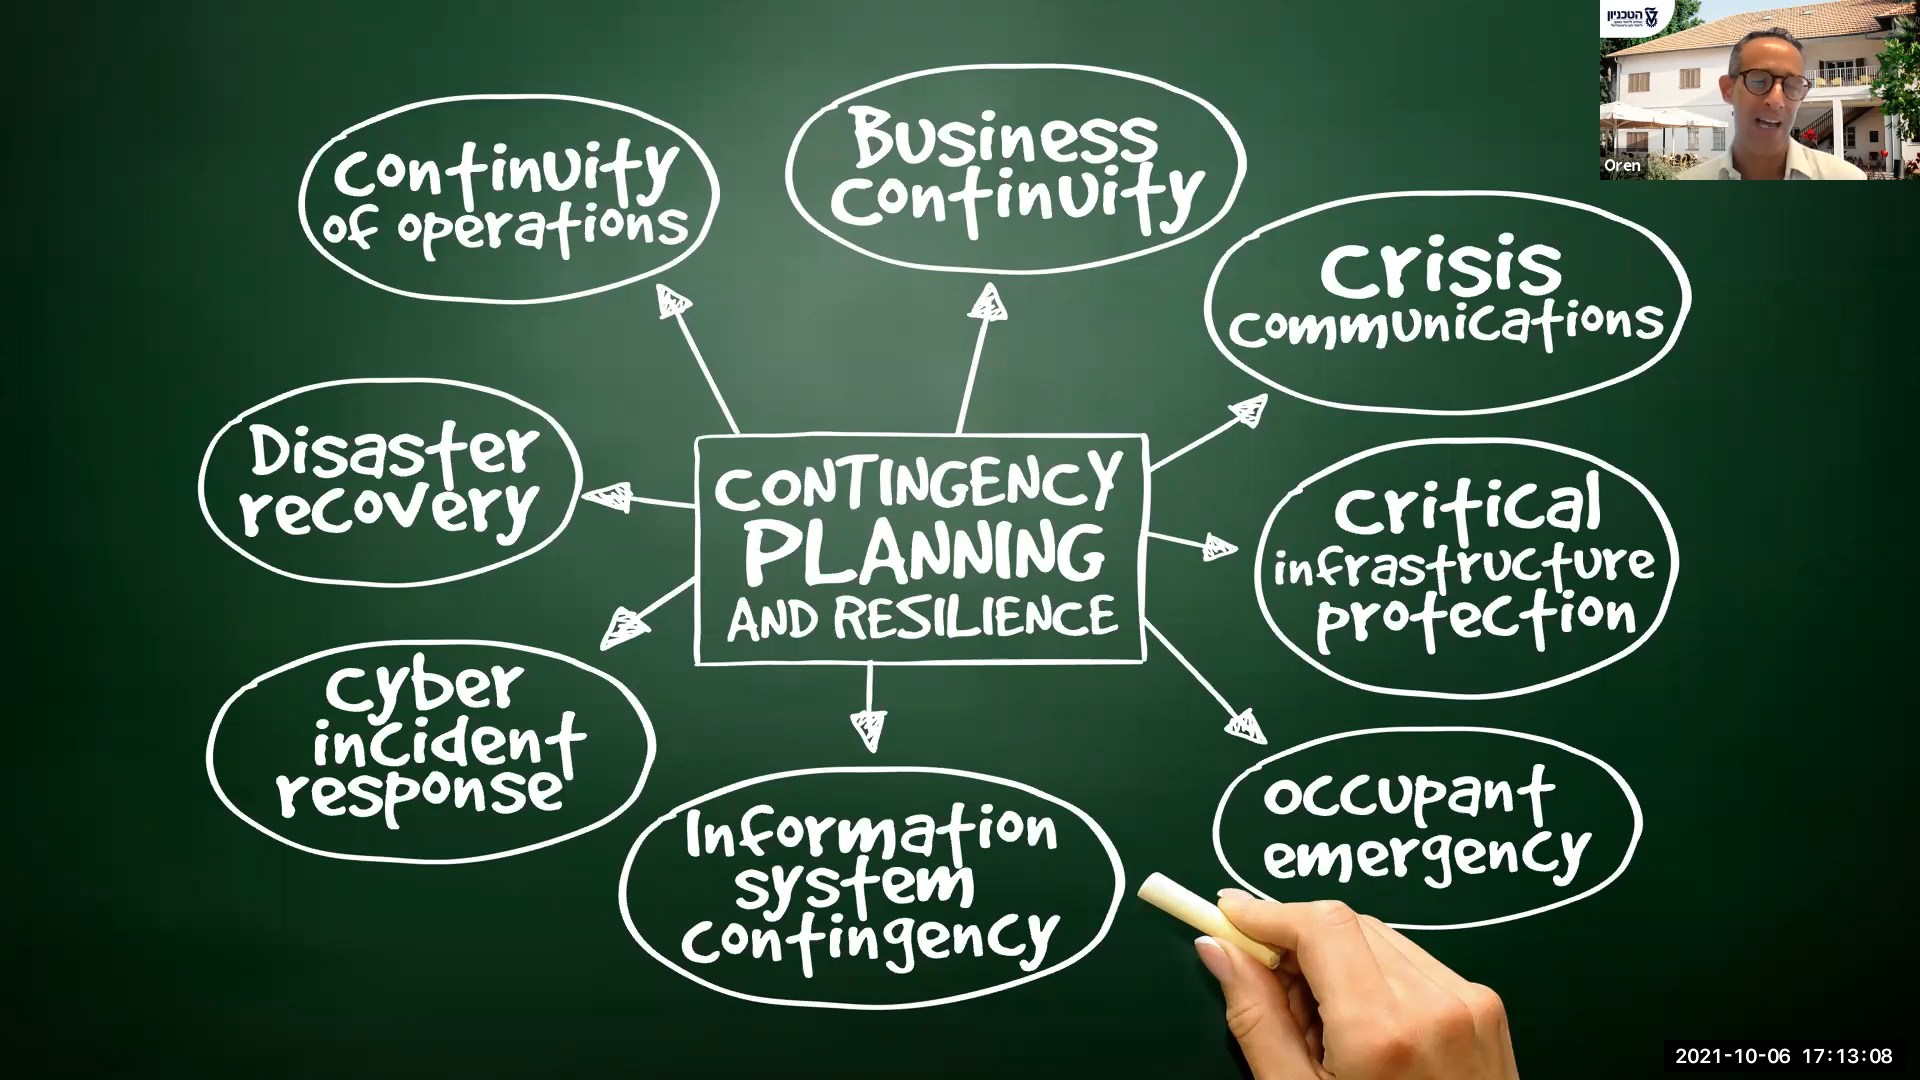 Continuity
of operations
Business
continuity
crisis
communications
Disaster
recovery
CONTINGENCY
PLANNING
AND RESILIENCE
critical
infrastructure
protection
cyber
incident
response
Information
system
contingency
occupant
emergency
הטכניון
Oren
2021-10-06 17:13:08